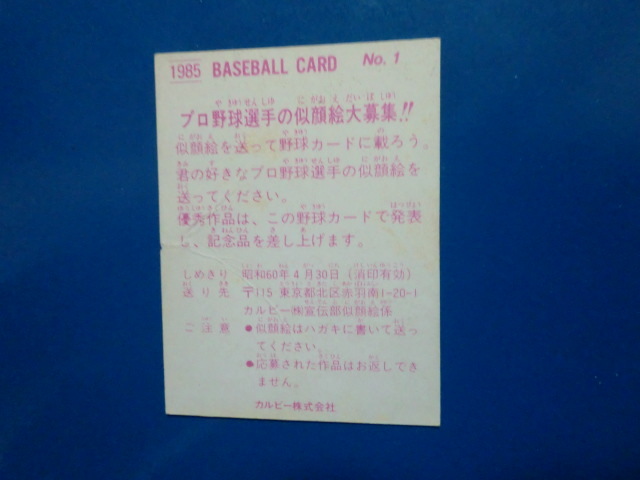 1985 BASEBALL CARD No. 1
プロ野球選手の似顔絵大募集!!
似顔絵を送って野球カードに載ろう。
君の好きなプロ野球選手の似顔絵を
送ってください。
優秀作品は、この野球カードで発表
し、記念品を差し上げます。
しめきり 昭和60年4月30日(消印有効)
送り先 〒115 東京都北区赤羽南1-20-1
カルビー㈱宣伝部似顔絵係
ご注意 ●似顔絵はハガキに書いて送っ
てください。
●応募された作品はお返しでき
ません。
カルビー株式会社